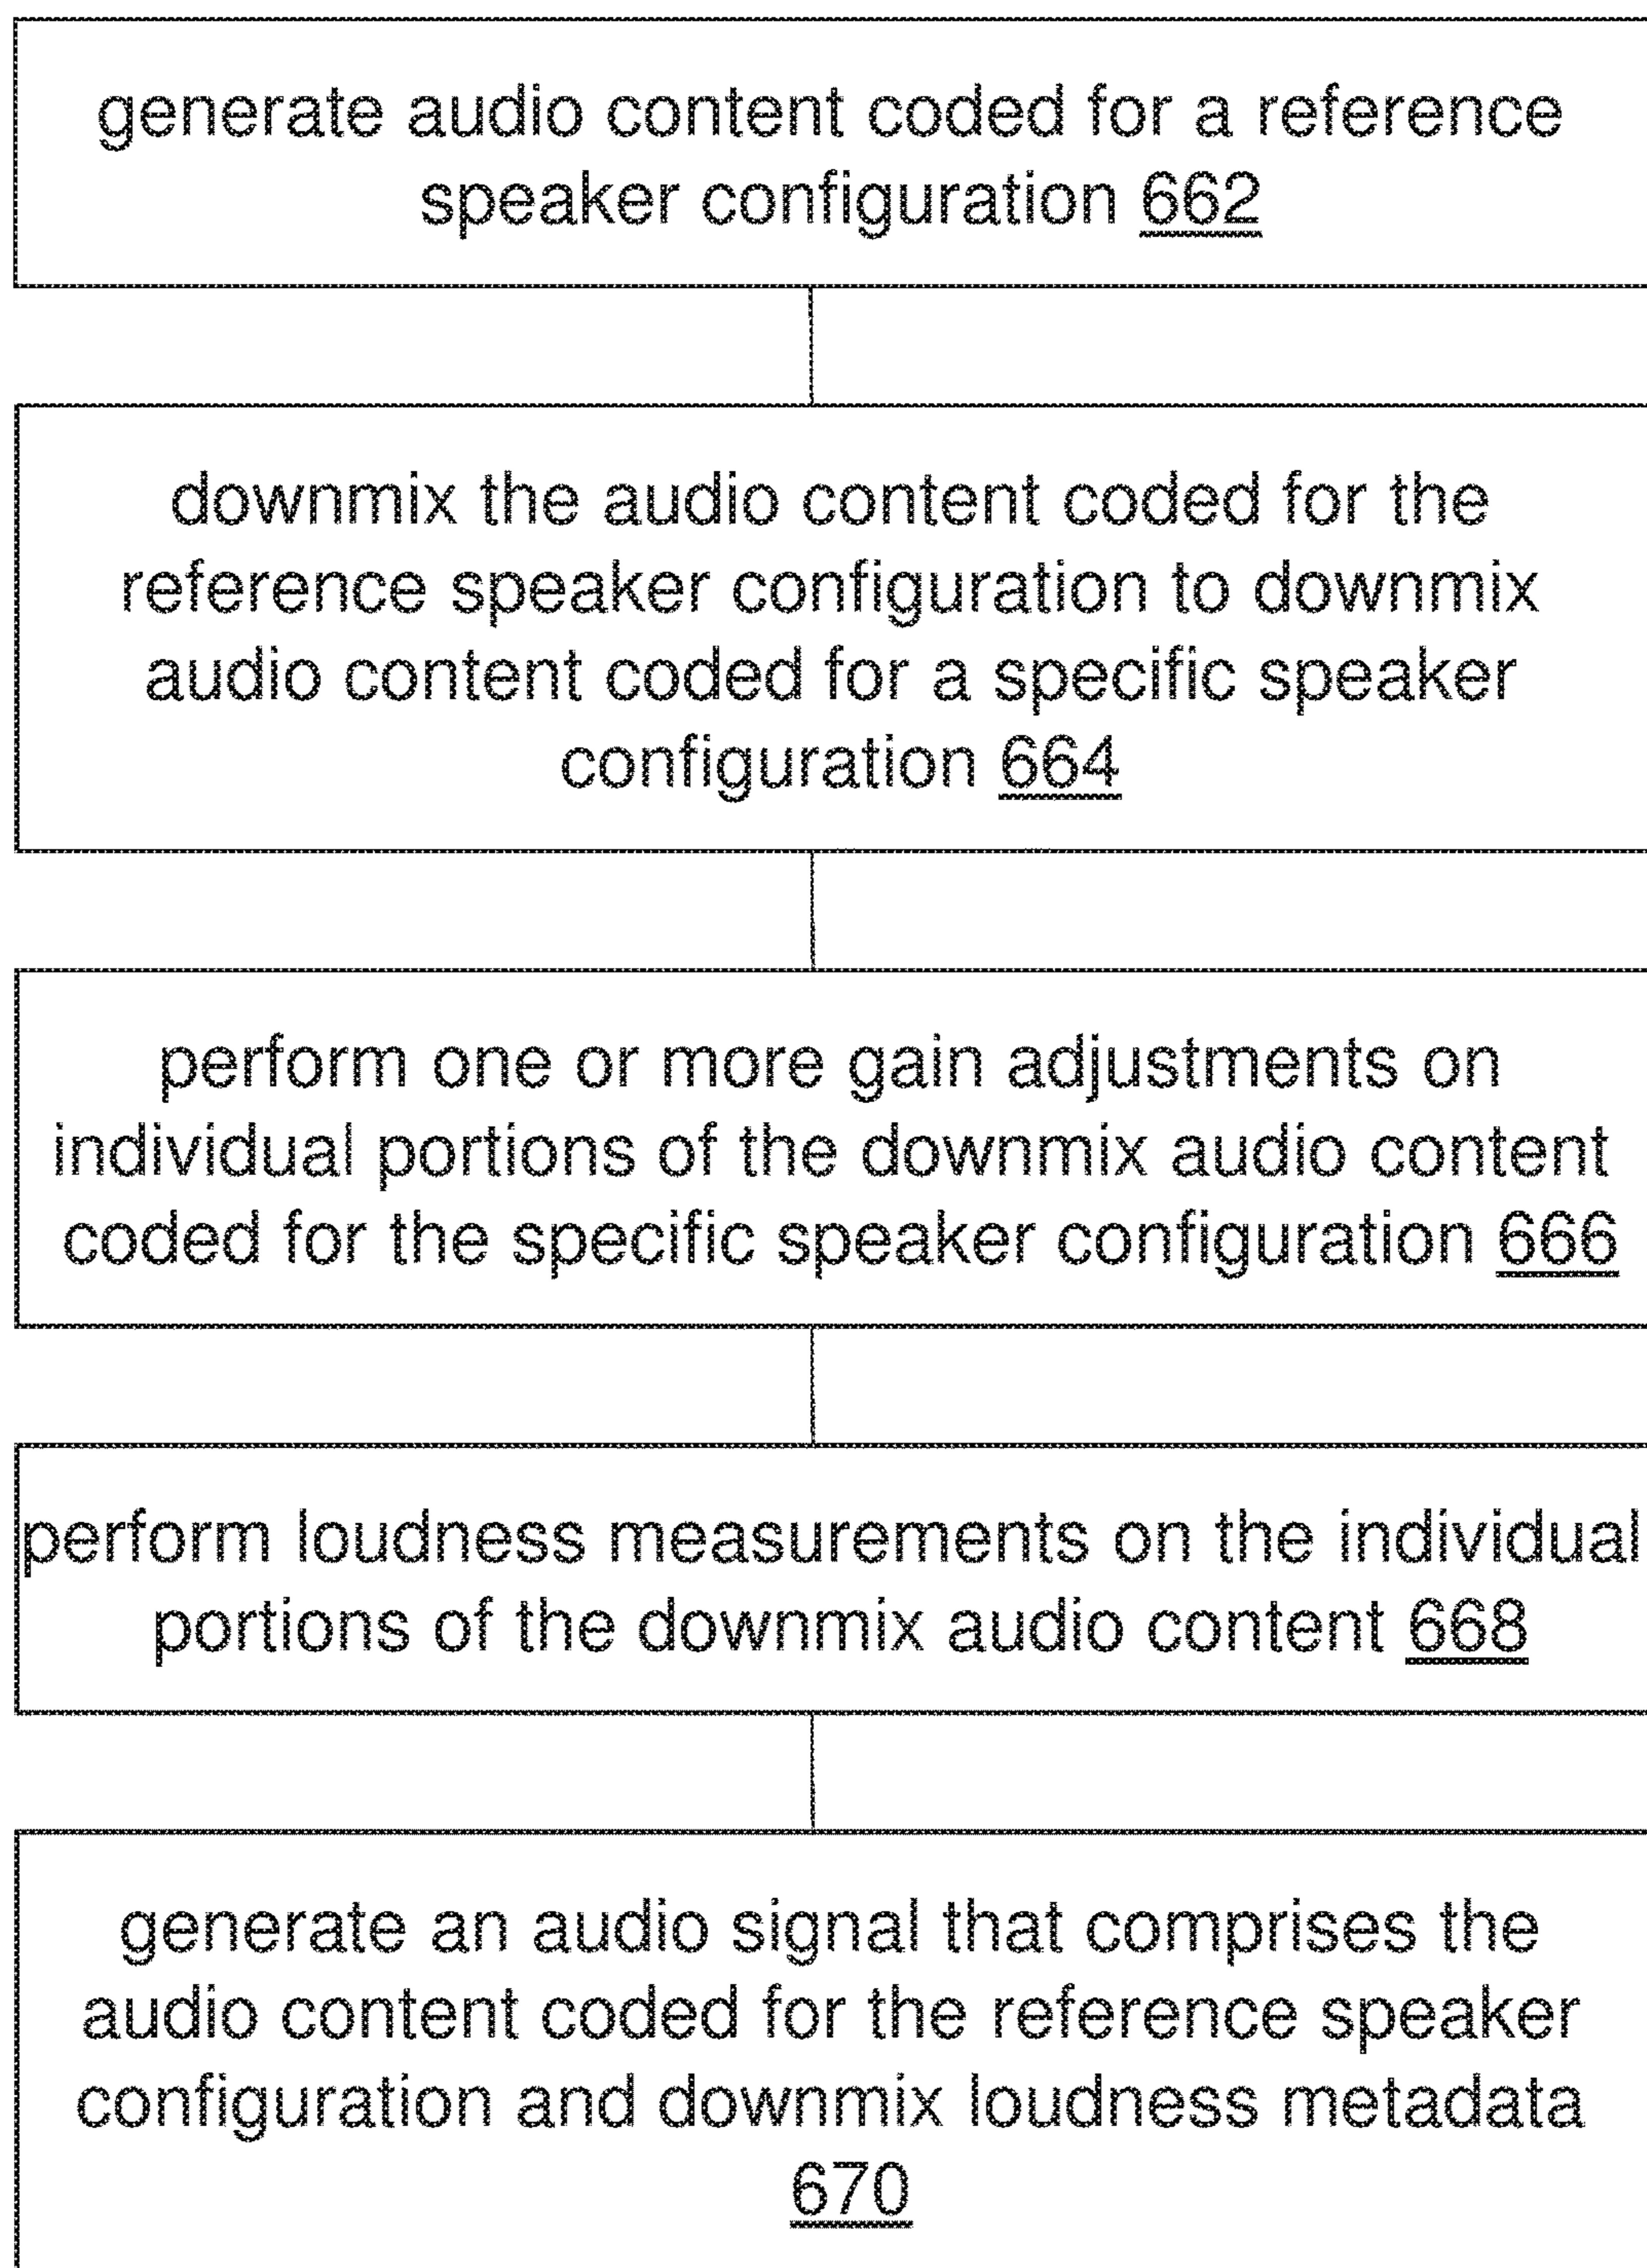 generate audio content coded for a reference
speaker configuration 662
downmix the audio content coded for the
reference speaker configuration to downmix
audio content coded for a specific speaker
configuration 664
perform one or more gain adjustments on
individual portions of the downmix audio content
coded for the specific speaker configuration 666
perform loudness measurements on the individual
portions of the downmix audio content 668
generate an audio signal that comprises the
audio content coded for the reference speaker
configuration and downmix loudness metadata
670